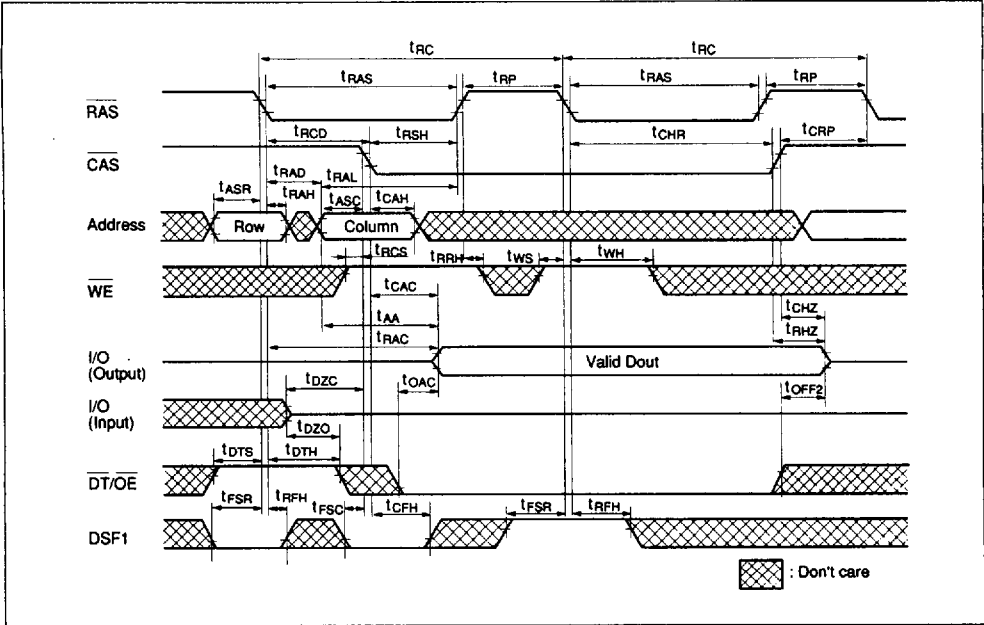 tRC tRC
tRAS tRP tRAS tRP
RAS
tRCD tRSH tCHR tCRP
CAS
tRAD tRAL
tASR tRAH tASC tCAH
Address Row Column
tRCS tRRH tWS tWH
WE
tCAC tCHZ
tAA
tRAC tRHZ
I/O
(Output) Valid Dout
tDZC tOAC tOFF2
I/O
(Input)
tDZO
tDTS tDTH
DT/OE
tFSR tRFH tFSC tCFH tFSR tRFH
DSF1
: Don't care